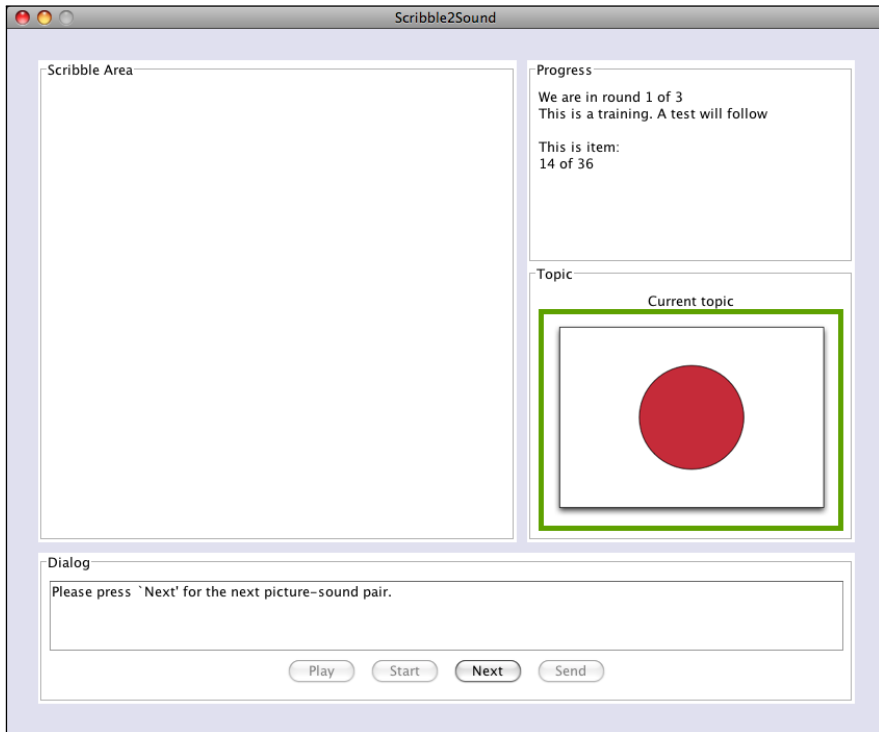 Scribble2Sound
Scribble Area
Progress
We are in round 1 of 3
This is a training. A test will follow
This is item:
14 of 36
Topic
Current topic
Dialog
Please press `Next' for the next picture-sound pair.
Play Start Next Send